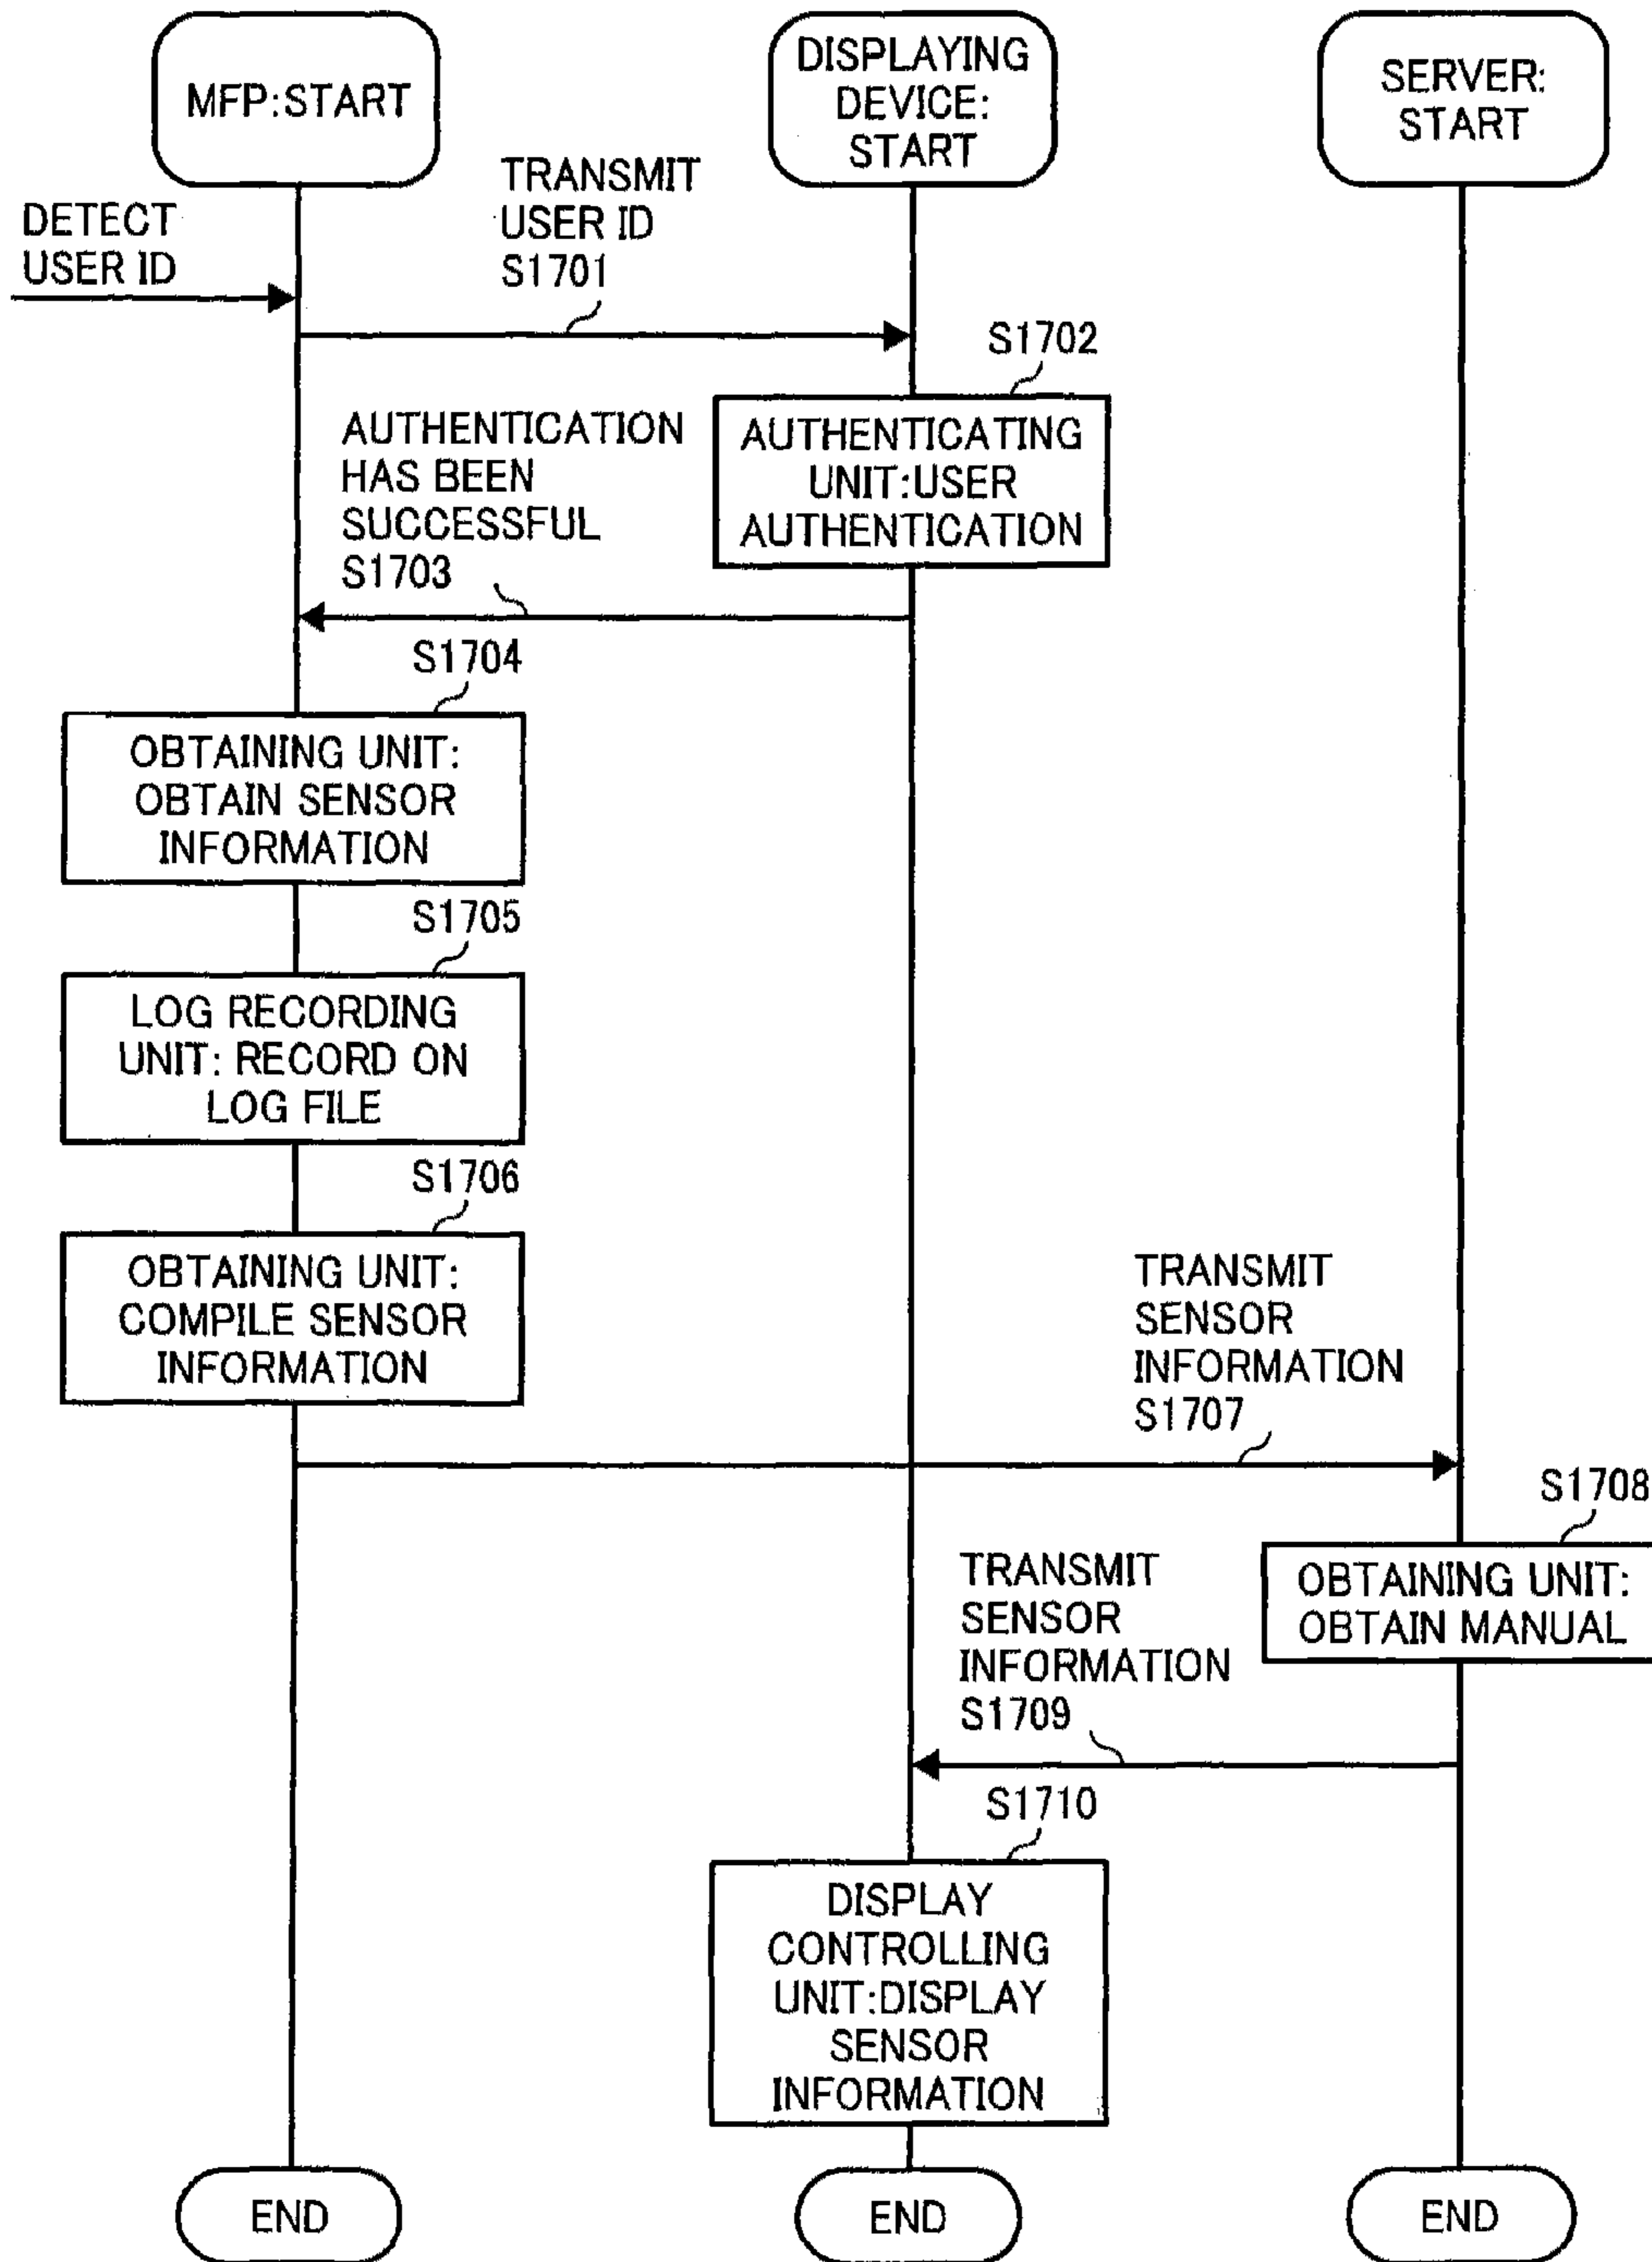 MFP:START
DISPLAYING
DEVICE:
START
SERVER:
START
DETECT
USER ID
TRANSMIT
USER ID
S1701
S1702
AUTHENTICATING
UNIT:USER
AUTHENTICATION
AUTHENTICATION
HAS BEEN
SUCCESSFUL
S1703
S1704
OBTAINING UNIT:
OBTAIN SENSOR
INFORMATION
S1705
LOG RECORDING
UNIT: RECORD ON
LOG FILE
S1706
OBTAINING UNIT:
COMPILE SENSOR
INFORMATION
TRANSMIT
SENSOR
INFORMATION
S1707
S1708
OBTAINING UNIT:
OBTAIN MANUAL
TRANSMIT
SENSOR
INFORMATION
S1709
S1710
DISPLAY
CONTROLLING
UNIT:DISPLAY
SENSOR
INFORMATION
END
END
END